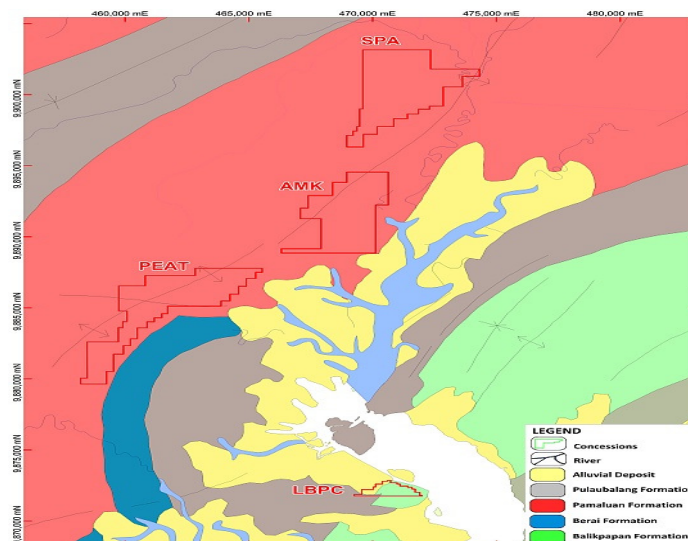 460,000 mE 465,000 mE 470,000 mE 475,000 mE 480,000 mE
SPA
9,900,000 mN
9,895,000 mN
AMK
9,890,000 mN
PEAT
9,885,000 mN
9,880,000 mN
9,875,000 mN
LBPC
9,870,000 mN
LEGEND
Concessions
River
Alluvial Deposit
Pulaubalang Formatio
Pamaluan Formation
Berai Formation
Balikpapan Formation